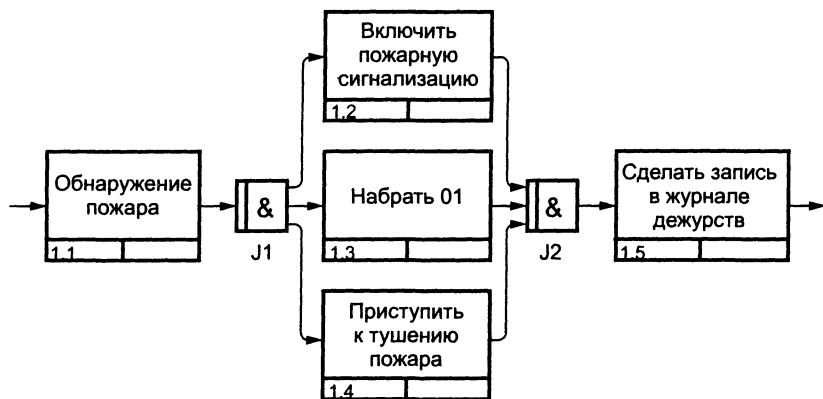 Включить
пожарную
сигнализацию
1.2
Обнаружение
пожара
1.1
&
J1
Набрать 01
1.3
&
J2
Сделать запись
в журнале
дежурств
1.5
Приступить
к тушению
пожара
1.4